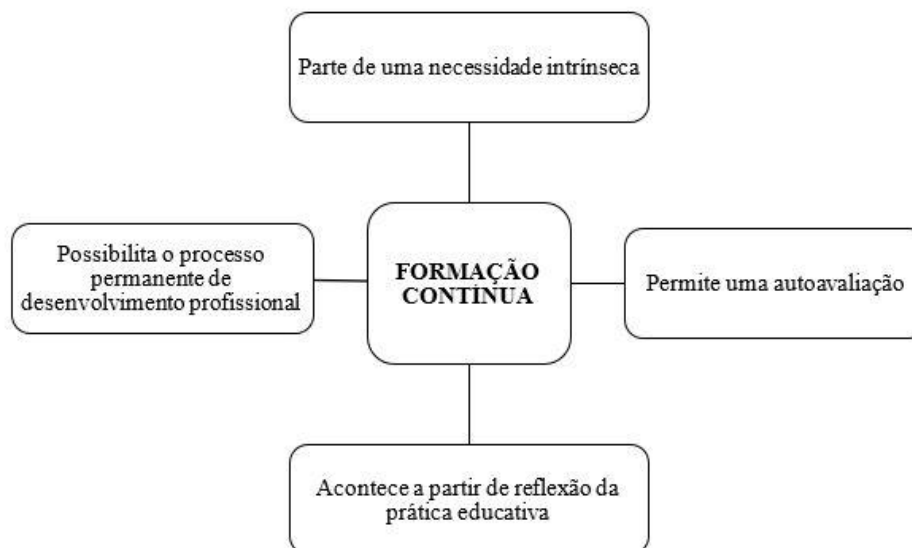 Parte de uma necessidade intrínseca
Possibilita o processo
permanente de
desenvolvimento profissional
FORMAÇÃO
CONTÍNUA
Permite uma autoavaliação
Acontece a partir de reflexão da
prática educativa